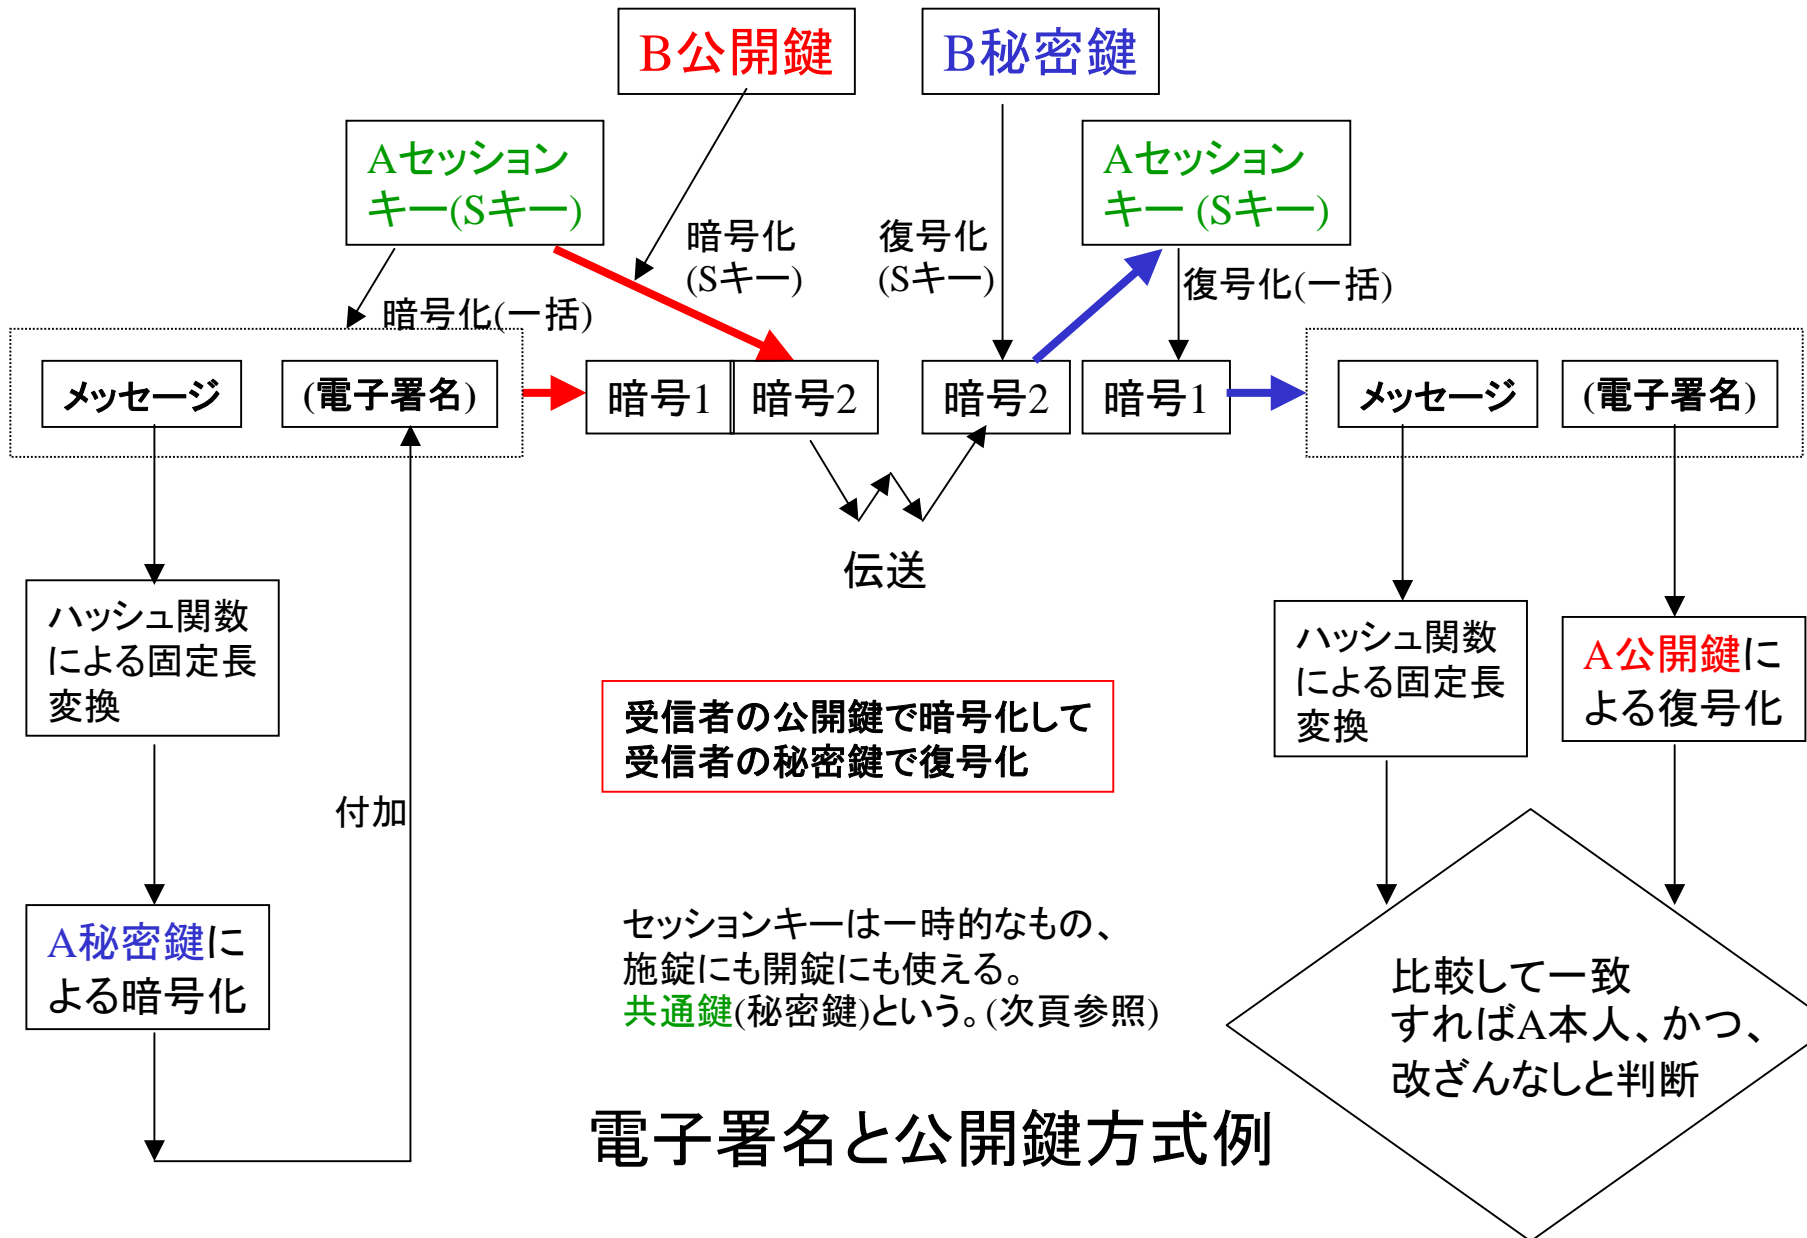 B公開鍵
B秘密鍵
Aセッション
キー(Sキー)
Aセッション
キー (Sキー)
暗号化
(Sキー)
復号化
(Sキー)
暗号化(一括)
復号化(一括)
メッセージ
(電子署名)
暗号1
暗号2
暗号2
暗号1
メッセージ
(電子署名)
伝送
ハッシュ関数
による固定長
変換
ハッシュ関数
による固定長
変換
A公開鍵に
よる復号化
受信者の公開鍵で暗号化して
受信者の秘密鍵で復号化
付加
A秘密鍵に
よる暗号化
セッションキーは一時的なもの、
施錠にも開錠にも使える。
共通鍵(秘密鍵)という。(次頁参照)
比較して一致
すればA本人、かつ、
改ざんなしと判断
電子署名と公開鍵方式例